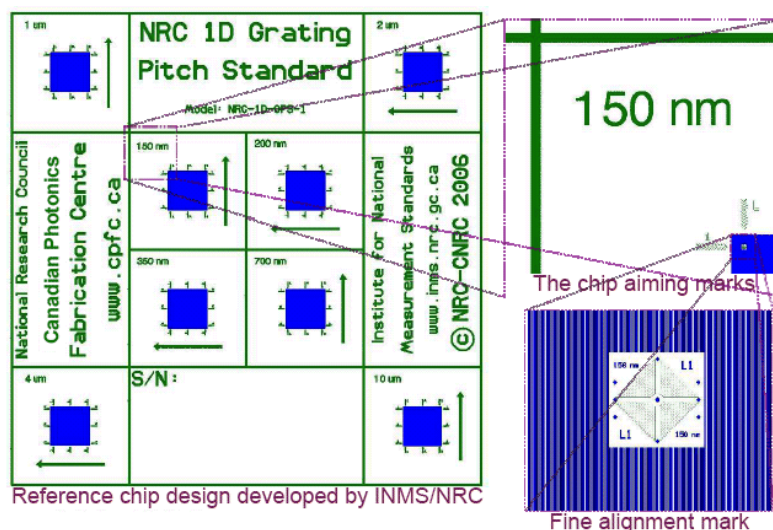 1 um
NRC 1D Grating
Pitch Standard
Model: NRC-1D-GPS-1
2 um
150 nm
200 nm
350 nm
700 nm
National Research Council
Canadian Photonics
Fabrication Centre
www.cpfc.ca
Institute for National
Measurement Standards
www.inms.nrc.gc.ca
© NRC-CNRC 2006
4 um
S/N:
10 um
Reference chip design developed by INMS/NRC
150 nm
The chip aiming marks
150 nm
L1
L1
150 nm
Fine alignment mark